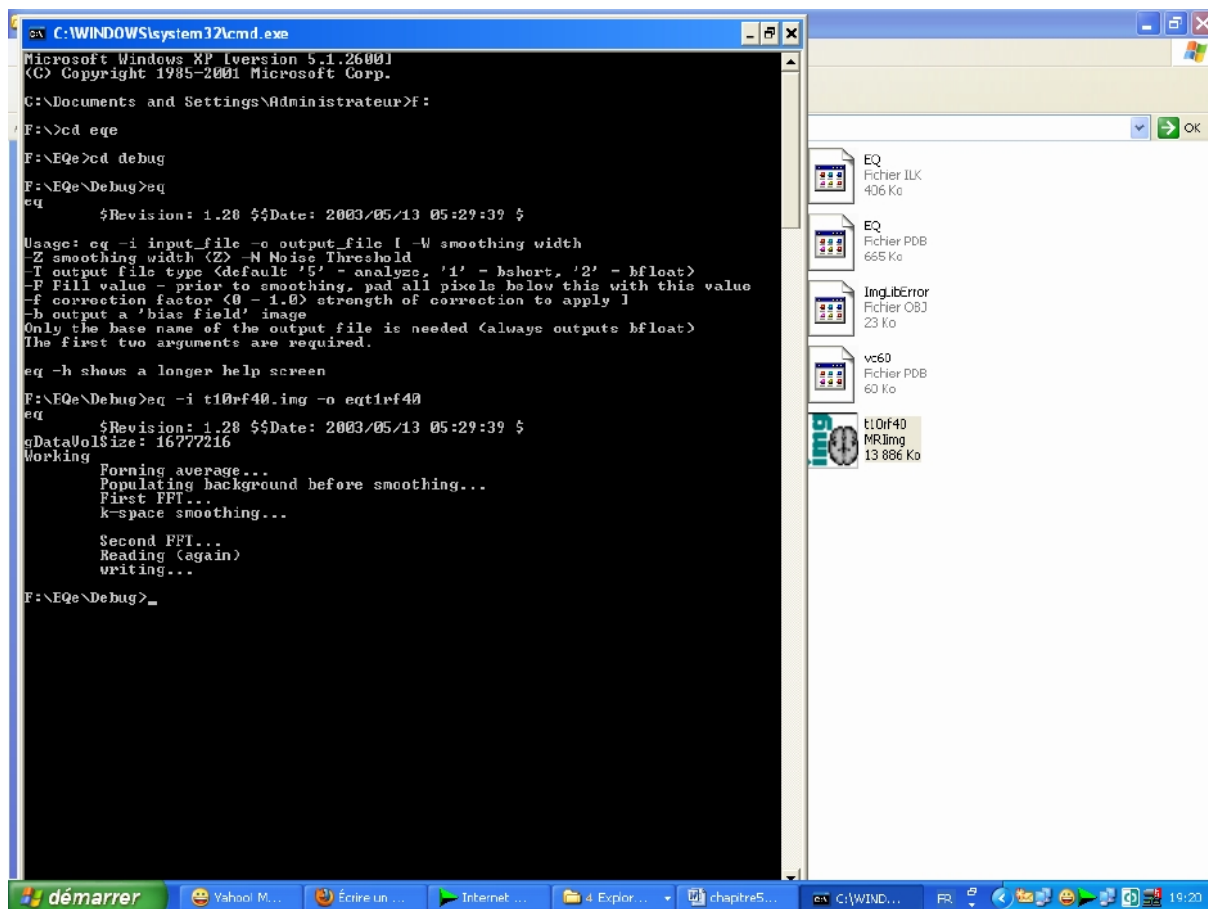 C:\WINDOWS\system32\cmd.exe
Microsoft Windows XP [version 5.1.2600]
(C) Copyright 1985-2001 Microsoft Corp.
C:\Documents and Settings\Administrateur>f:
F:\>cd eqe
F:\EQe>cd debug
F:\EQe\Debug>eq
eq
$Revision: 1.28 $$Date: 2003/05/13 05:29:39 $
Usage: eq -i input_file -o output_file [ -W smoothing width
-Z smoothing width (Z) -N Noise Threshold
-T output file type (default '5' - analyze, '1' - bshort, '2' - bfloat)
-F Fill value - prior to smoothing, pad all pixels below this with this value
-f correction factor (0 - 1.0) strength of correction to apply ]
-b output a 'bias field' image
Only the base name of the output file is needed (always outputs bfloat)
The first two arguments are required.
eq -h shows a longer help screen
F:\EQe\Debug>eq -i t10rf40.img -o eqt1rf40
eq
$Revision: 1.28 $$Date: 2003/05/13 05:29:39 $
gDataVolSize: 16777216
Working
Forming average...
Populating background before smoothing...
First FFT...
k-space smoothing...
Second FFT...
Reading (again)
writing...
F:\EQe\Debug>_
OK
EQ
Fichier ILK
406 Ko
EQ
Fichier PDB
665 Ko
ImgLibError
Fichier OBJ
23 Ko
vc60
Fichier PDB
60 Ko
img
t10rf40
MRIimg
13 886 Ko
démarrer
Yahoo! M...
Écrire un ...
Internet ...
4 Explor...
chapitre5...
C:\WIND...
FR
19:20